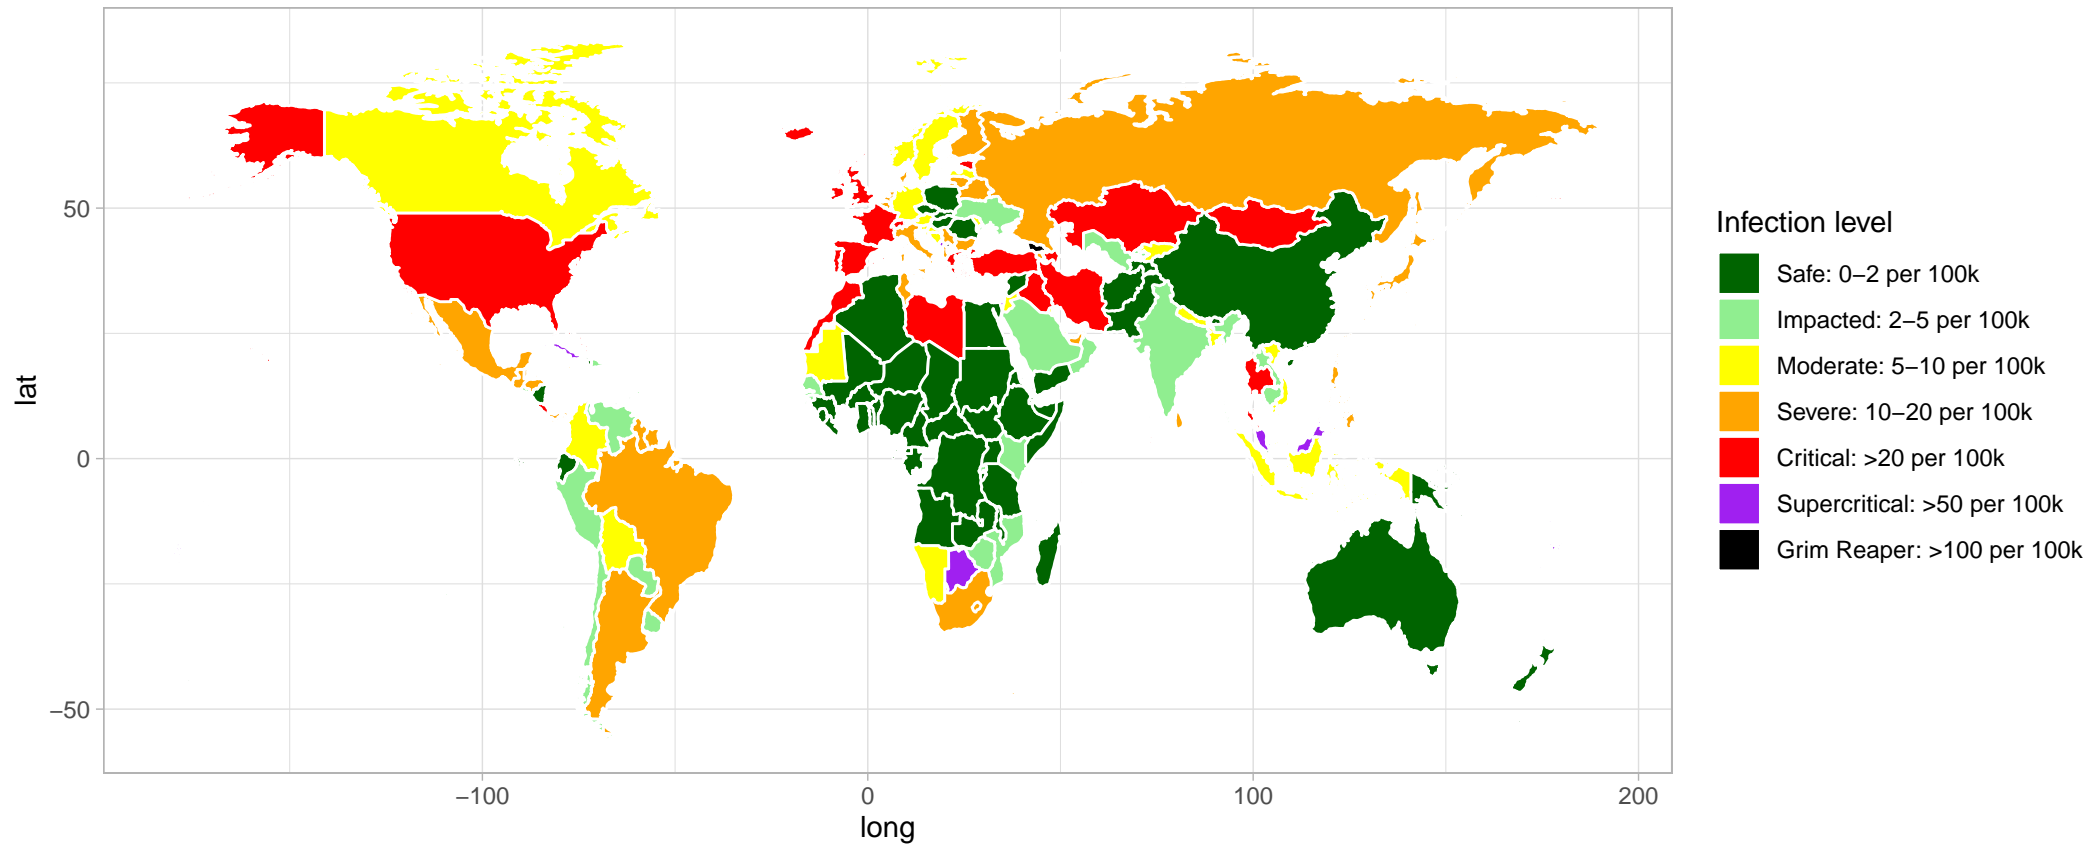 50
0
−50
lat
−100
0
100
200
long
Infection level
Safe: 0−2 per 100k
Impacted: 2−5 per 100k
Moderate: 5−10 per 100k
Severe: 10−20 per 100k
Critical: >20 per 100k
Supercritical: >50 per 100k
Grim Reaper: >100 per 100k